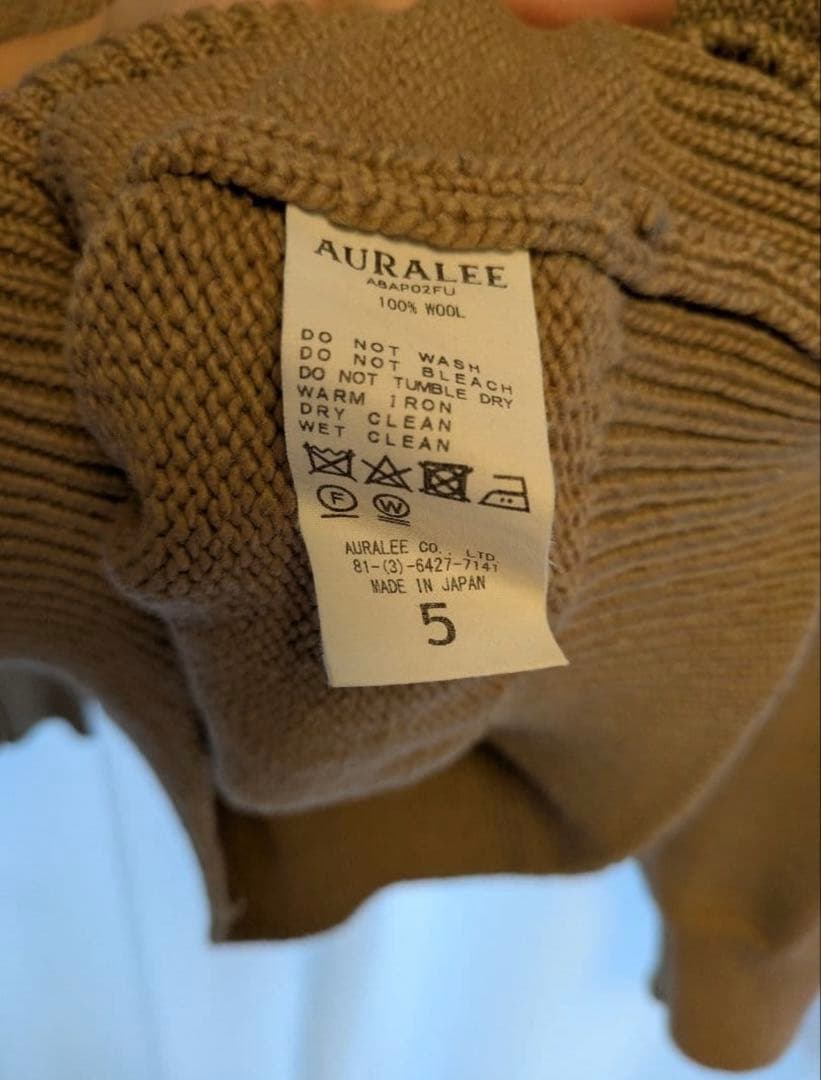 AURALEE
A8AP02FU
100% WOOL
DO NOT WASH
DO NOT BLEACH
DO NOT TUMBLE DRY
WARM IRON
DRY CLEAN
WET CLEAN
F W
AURALEE CO., LTD
81-(3)-6427-7141
MADE IN JAPAN
5